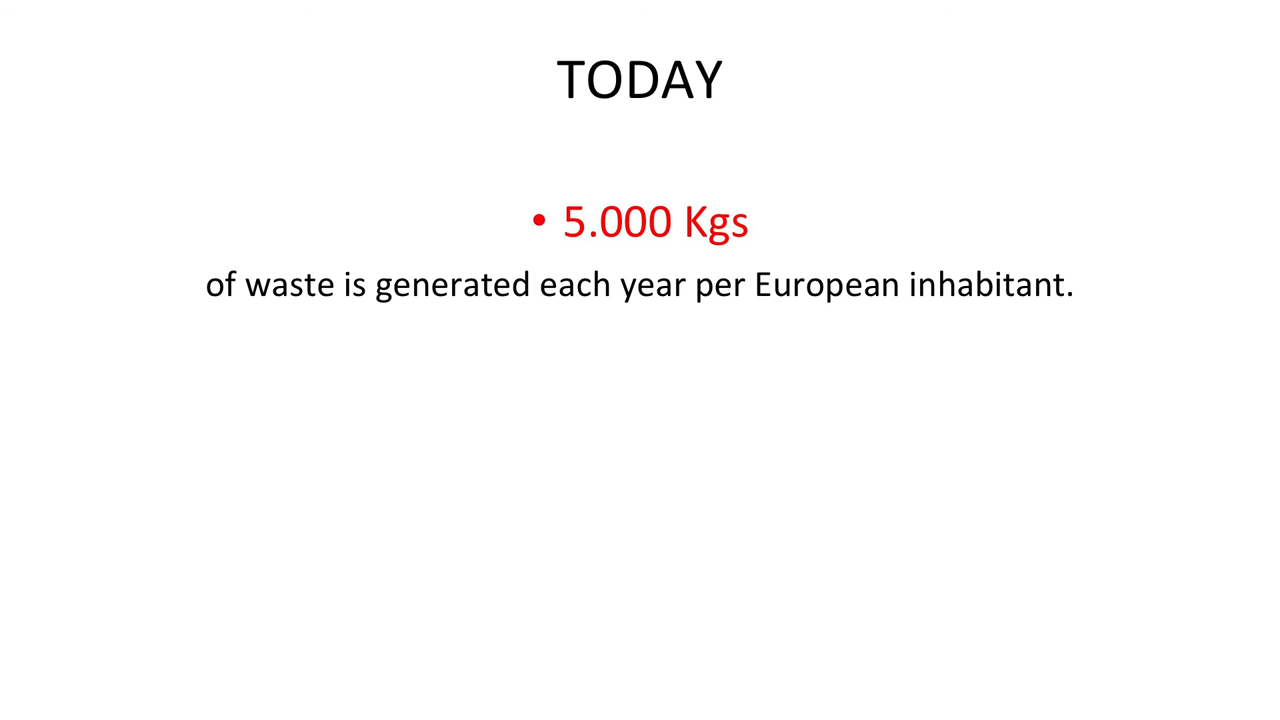 TODAY
• 5.000 Kgs
of waste is generated each year per European inhabitant.